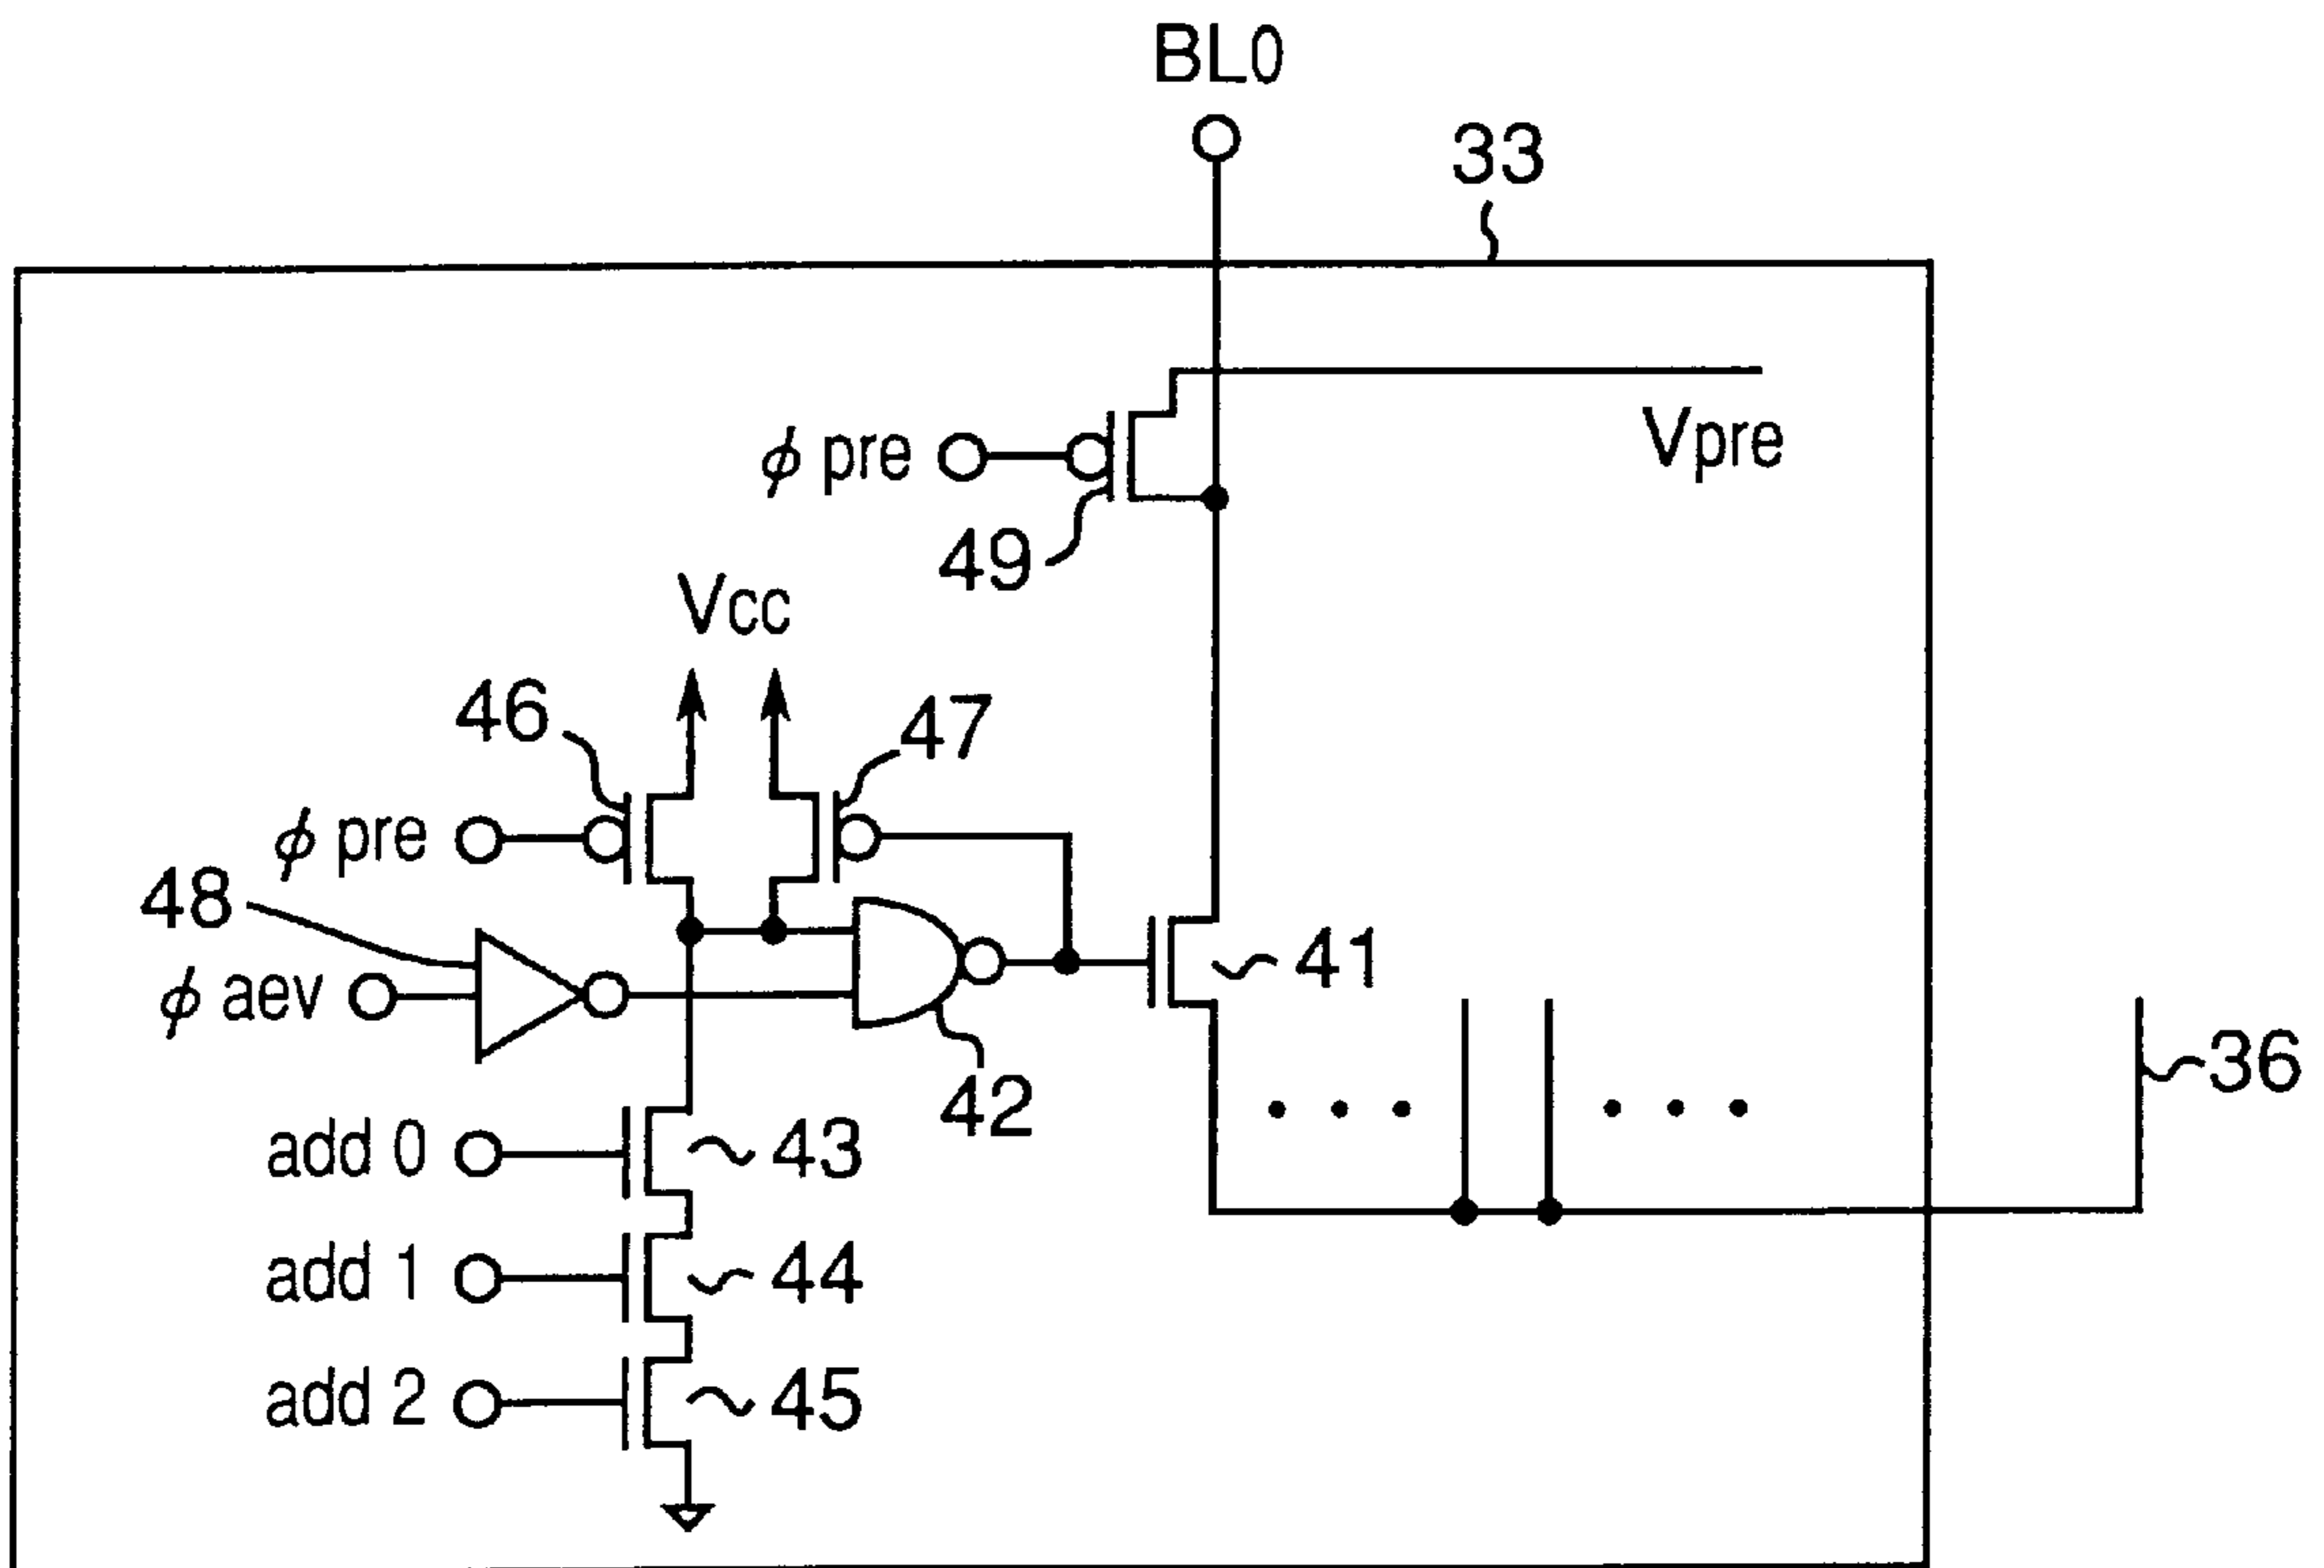 BL0
33
ϕ pre
Vpre
49
Vcc
46
47
ϕ pre
48
ϕ aev
41
36
42
add 0
43
add 1
44
add 2
45